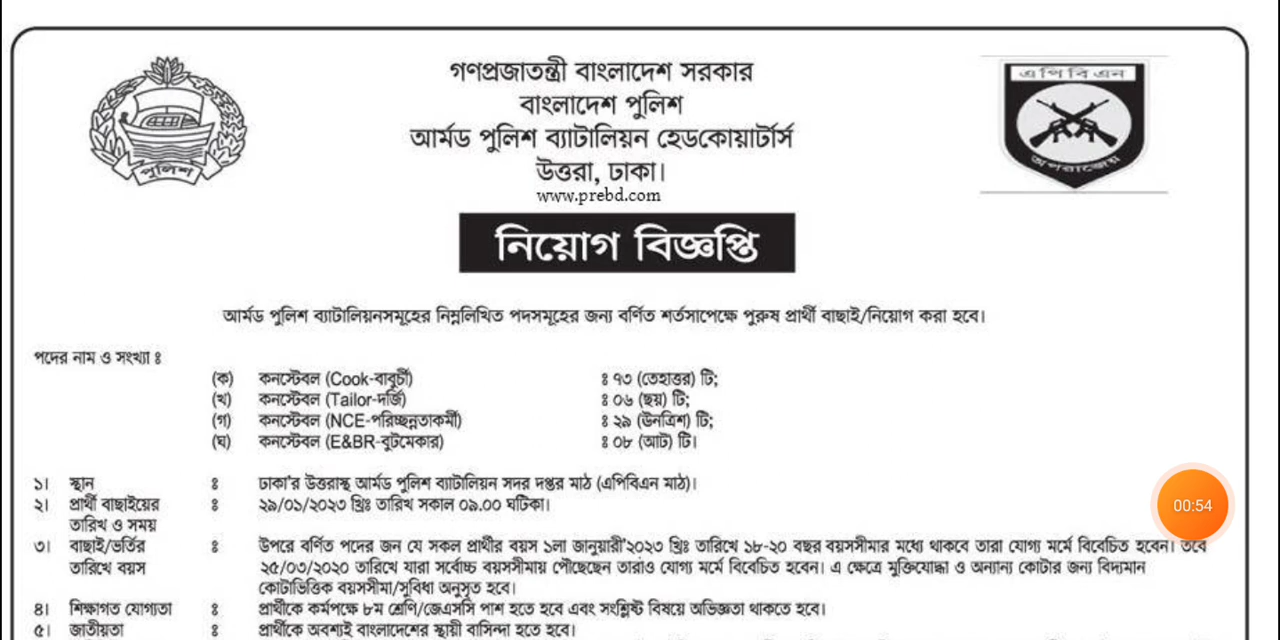 গণপ্রজাতন্ত্রী বাংলাদেশ সরকার
বাংলাদেশ পুলিশ
আর্মড পুলিশ ব্যাটালিয়ন হেডকোয়ার্টার্স
উত্তরা, ঢাকা।
www.prebd.com
পুলিশ
এপিবিএন
অপরাজেয়
নিয়োগ বিজ্ঞপ্তি
আর্মড পুলিশ ব্যাটালিয়নসমূহের নিম্নলিখিত পদসমূহের জন্য বর্ণিত শর্তসাপেক্ষে পুরুষ প্রার্থী বাছাই/নিয়োগ করা হবে।
পদের নাম ও সংখ্যা ঃ
(ক) কনস্টেবল (Cook-বাবুর্চী) ঃ ৭৩ (তেহাত্তর) টি;
(খ) কনস্টেবল (Tailor-দর্জি) ঃ ০৬ (ছয়) টি;
(গ) কনস্টেবল (NCE-পরিচ্ছন্নতাকর্মী) ঃ ২৯ (উনত্রিশ) টি;
(ঘ) কনস্টেবল (E&BR-বুটমেকার) ঃ ০৮ (আট) টি।
১। স্থান ঃ ঢাকা'র উত্তরাস্থ আর্মড পুলিশ ব্যাটালিয়ন সদর দপ্তর মাঠ (এপিবিএন মাঠ)।
২। প্রার্থী বাছাইয়ের ঃ ২৯/০১/২০২৩ খ্রিঃ তারিখ সকাল ০৯.০০ ঘটিকা।
তারিখ ও সময়
৩। বাছাই/ভর্তির ঃ উপরে বর্ণিত পদের জন যে সকল প্রার্থীর বয়স ১লা জানুয়ারী'২০২৩ খ্রিঃ তারিখে ১৮-২০ বছর বয়সসীমার মধ্যে থাকবে তারা যোগ্য মর্মে বিবেচিত হবেন। তবে
তারিখে বয়স ২৫/০৩/২০২০ তারিখে যারা সর্বোচ্চ বয়সসীমায় পৌছেছেন তারাও যোগ্য মর্মে বিবেচিত হবেন। এ ক্ষেত্রে মুক্তিযোদ্ধা ও অন্যান্য কোটার জন্য বিদ্যমান
কোটাভিত্তিক বয়সসীমা/সুবিধা অনুসৃত হবে।
৪। শিক্ষাগত যোগ্যতা ঃ প্রার্থীকে কর্মপক্ষে ৮ম শ্রেণি/জেএসসি পাশ হতে হবে এবং সংশ্লিষ্ট বিষয়ে অভিজ্ঞতা থাকতে হবে।
৫। জাতীয়তা ঃ প্রার্থীকে অবশ্যই বাংলাদেশের স্থায়ী বাসিন্দা হতে হবে।
00:54